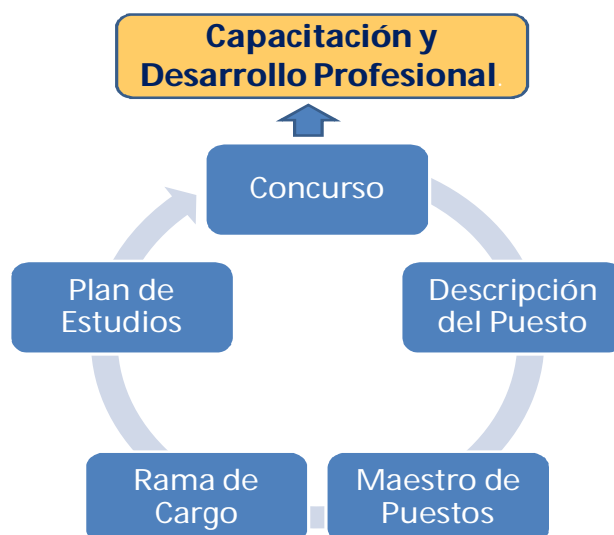 Capacitación y
Desarrollo Profesional.
Concurso
Plan de
Estudios
Descripción
del Puesto
Rama de
Cargo
Maestro de
Puestos